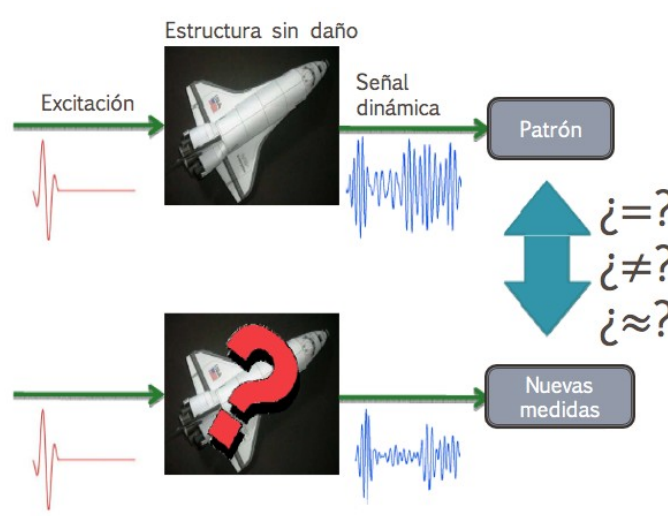 Estructura sin daño
Excitación
Señal
dinámica
Patrón
¿=?
¿≠?
¿≈?
Nuevas
medidas